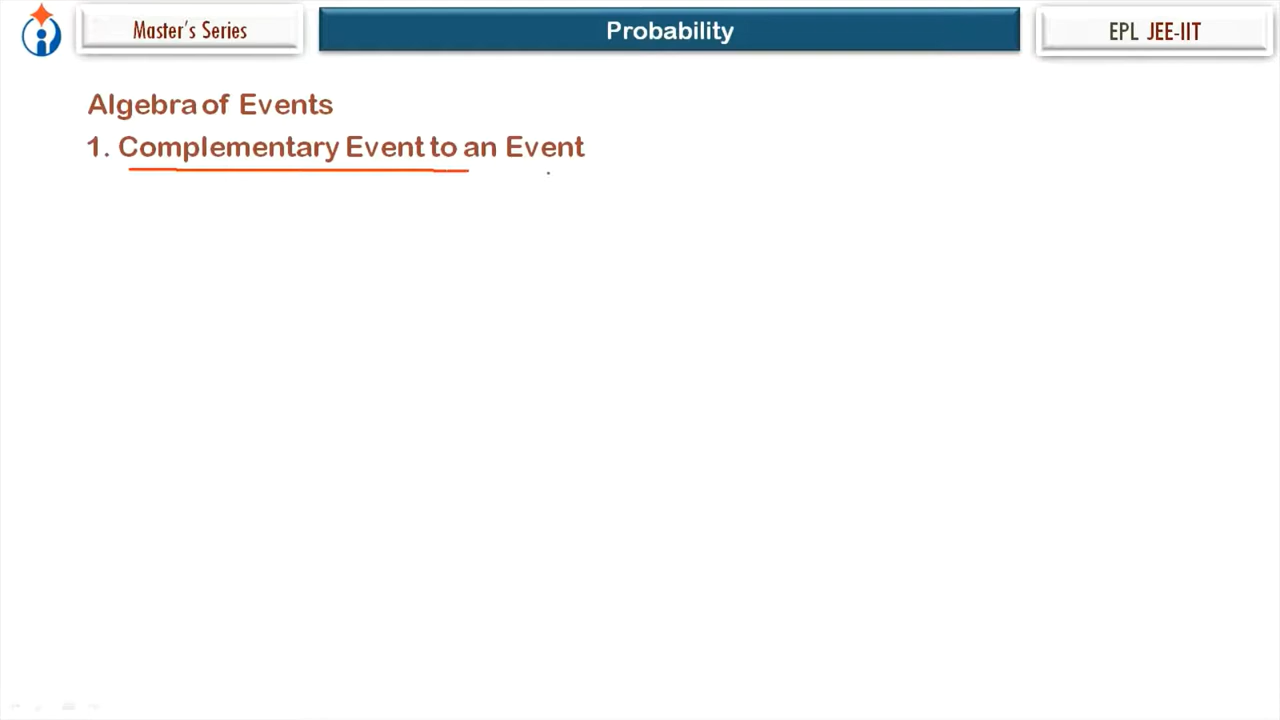 Master's Series
Probability
EPL JEE-IIT
Algebra of Events
1. Complementary Event to an Event